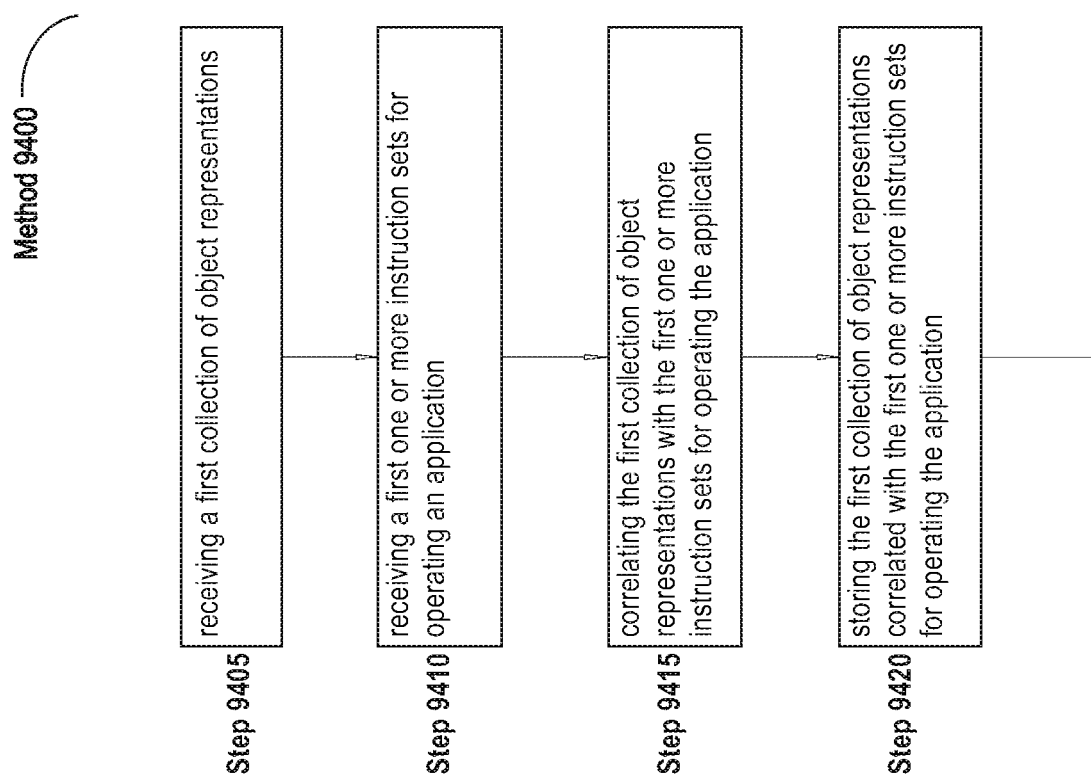 Method 9400
Step 9405
receiving a first collection of object representations
Step 9410
receiving a first one or more instruction sets for
operating an application
Step 9415
correlating the first collection of object
representations with the first one or more
instruction sets for operating the application
Step 9420
storing the first collection of object representations
correlated with the first one or more instruction sets
for operating the application